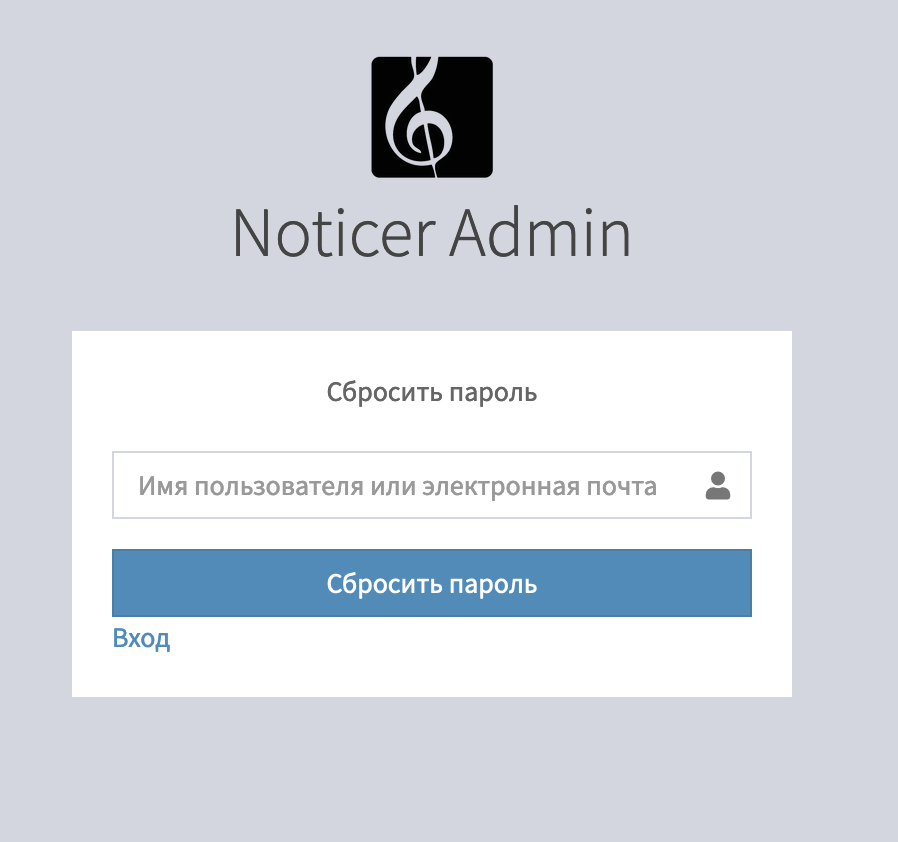 Noticer Admin
Сбросить пароль
Имя пользователя или электронная почта
Сбросить пароль
Вход